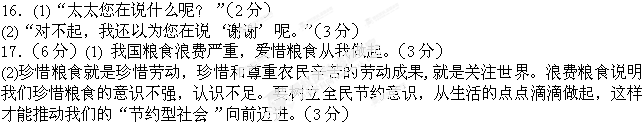 16．(1)“太太您在说什么呢？”(2分)
(2)“对不起，我还以为您在说‘谢谢’呢。”(3分)
17．(6分)(1) 我国粮食浪费严重，爱惜粮食从我做起。(3分)
(2)珍惜粮食就是珍惜劳动，珍惜和尊重农民辛苦的劳动成果,就是关注世界。浪费粮食说明
我们珍惜粮食的意识不强，认识不足。要树立全民节约意识，从生活的点点滴滴做起，这样
才能推动我们的“节约型社会”向前迈进。(3分)